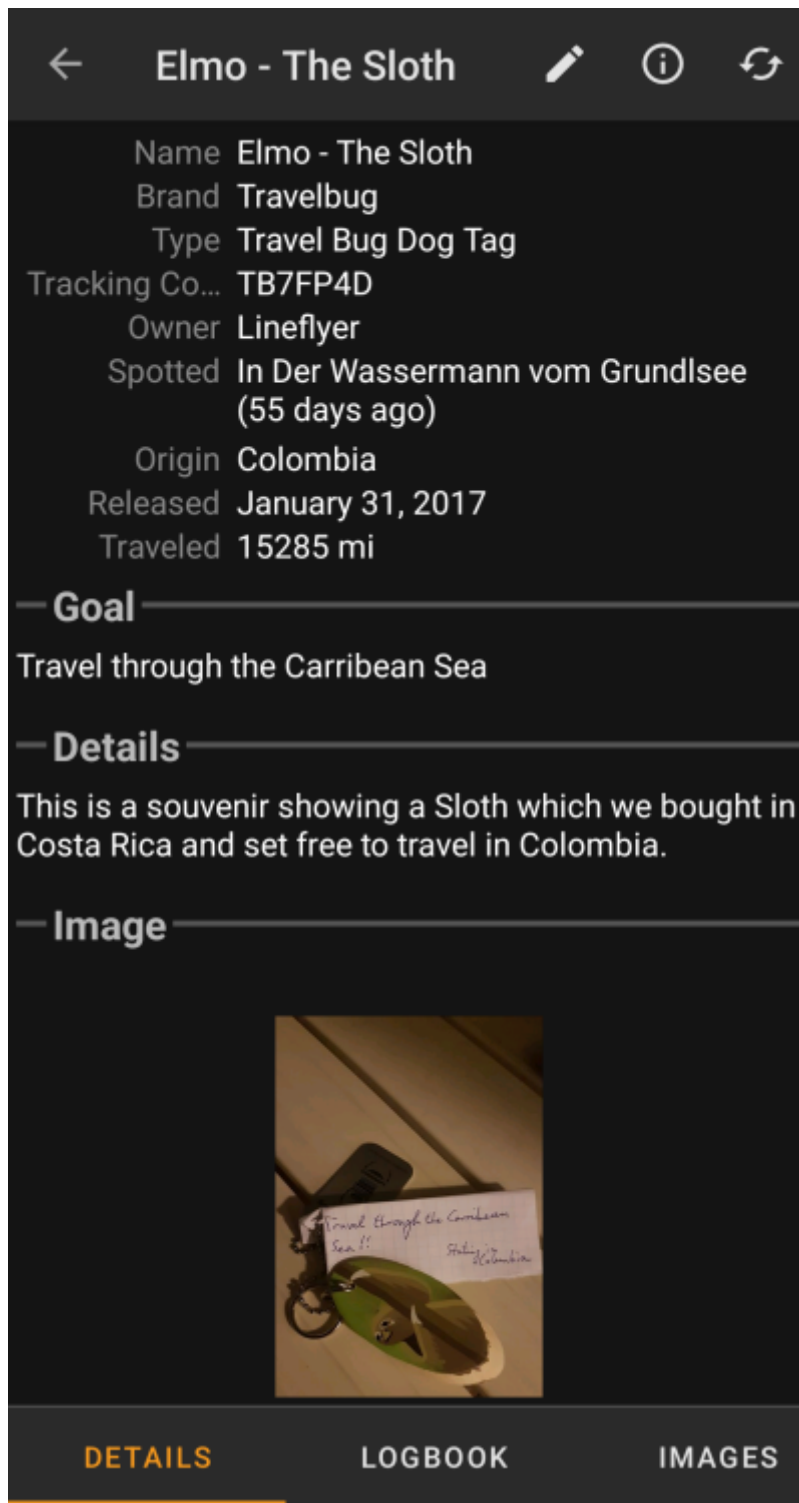 Elmo - The Sloth
Name Elmo - The Sloth
Brand Travelbug
Type Travel Bug Dog Tag
Tracking Co... TB7FP4D
Owner Lineflyer
Spotted In Der Wassermann vom Grundlsee
(55 days ago)
Origin Colombia
Released January 31, 2017
Traveled 15285 mi
Goal
Travel through the Carribean Sea
Details
This is a souvenir showing a Sloth which we bought in
Costa Rica and set free to travel in Colombia.
Image
Travel through the Carribean
Sea!!
Colombia
DETAILS LOGBOOK IMAGES